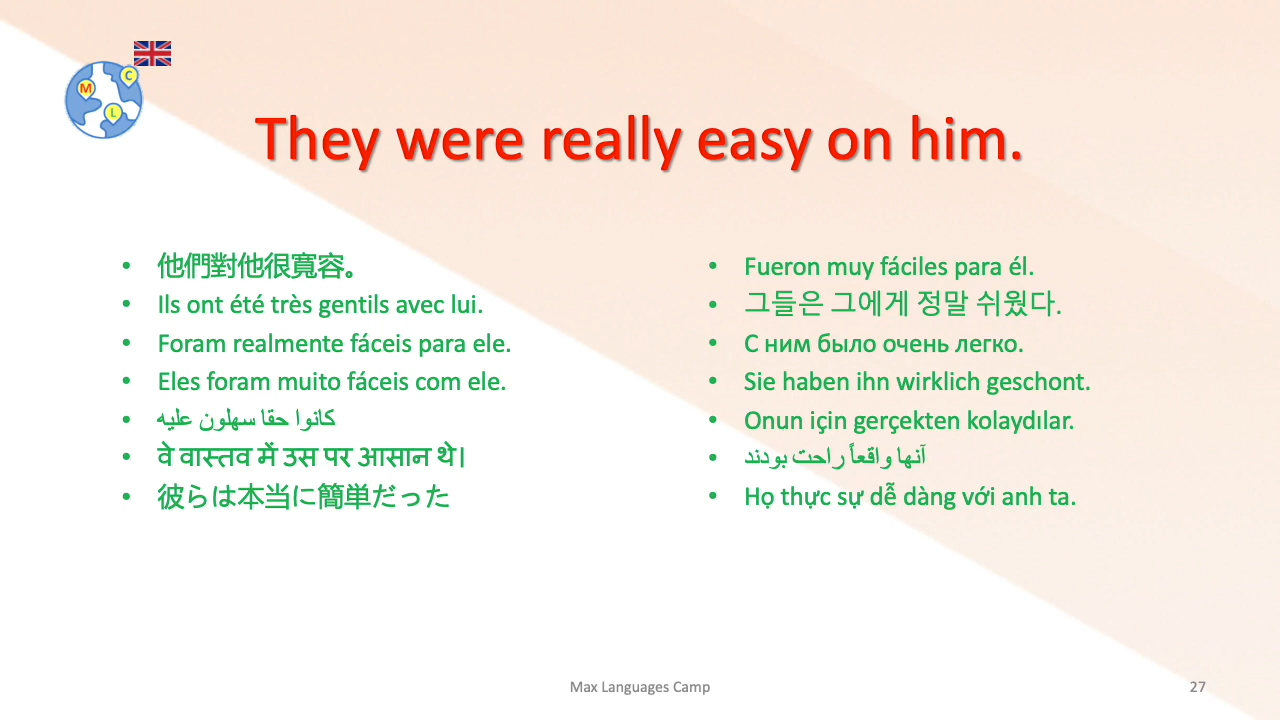 M
C
L
They were really easy on him.
他們對他很寬容。
Ils ont été très gentils avec lui.
Foram realmente fáceis para ele.
Eles foram muito fáceis com ele.
كانوا حقا سهلون عليه
वे वास्तव में उस पर आसान थे।
彼らは本当に簡単だった
Fueron muy fáciles para él.
그들은 그에게 정말 쉬웠다.
С ним было очень легко.
Sie haben ihn wirklich geschont.
Onun için gerçekten kolaydılar.
آنها واقعاً راحت بودند
Họ thực sự dễ dàng với anh ta.
Max Languages Camp
27